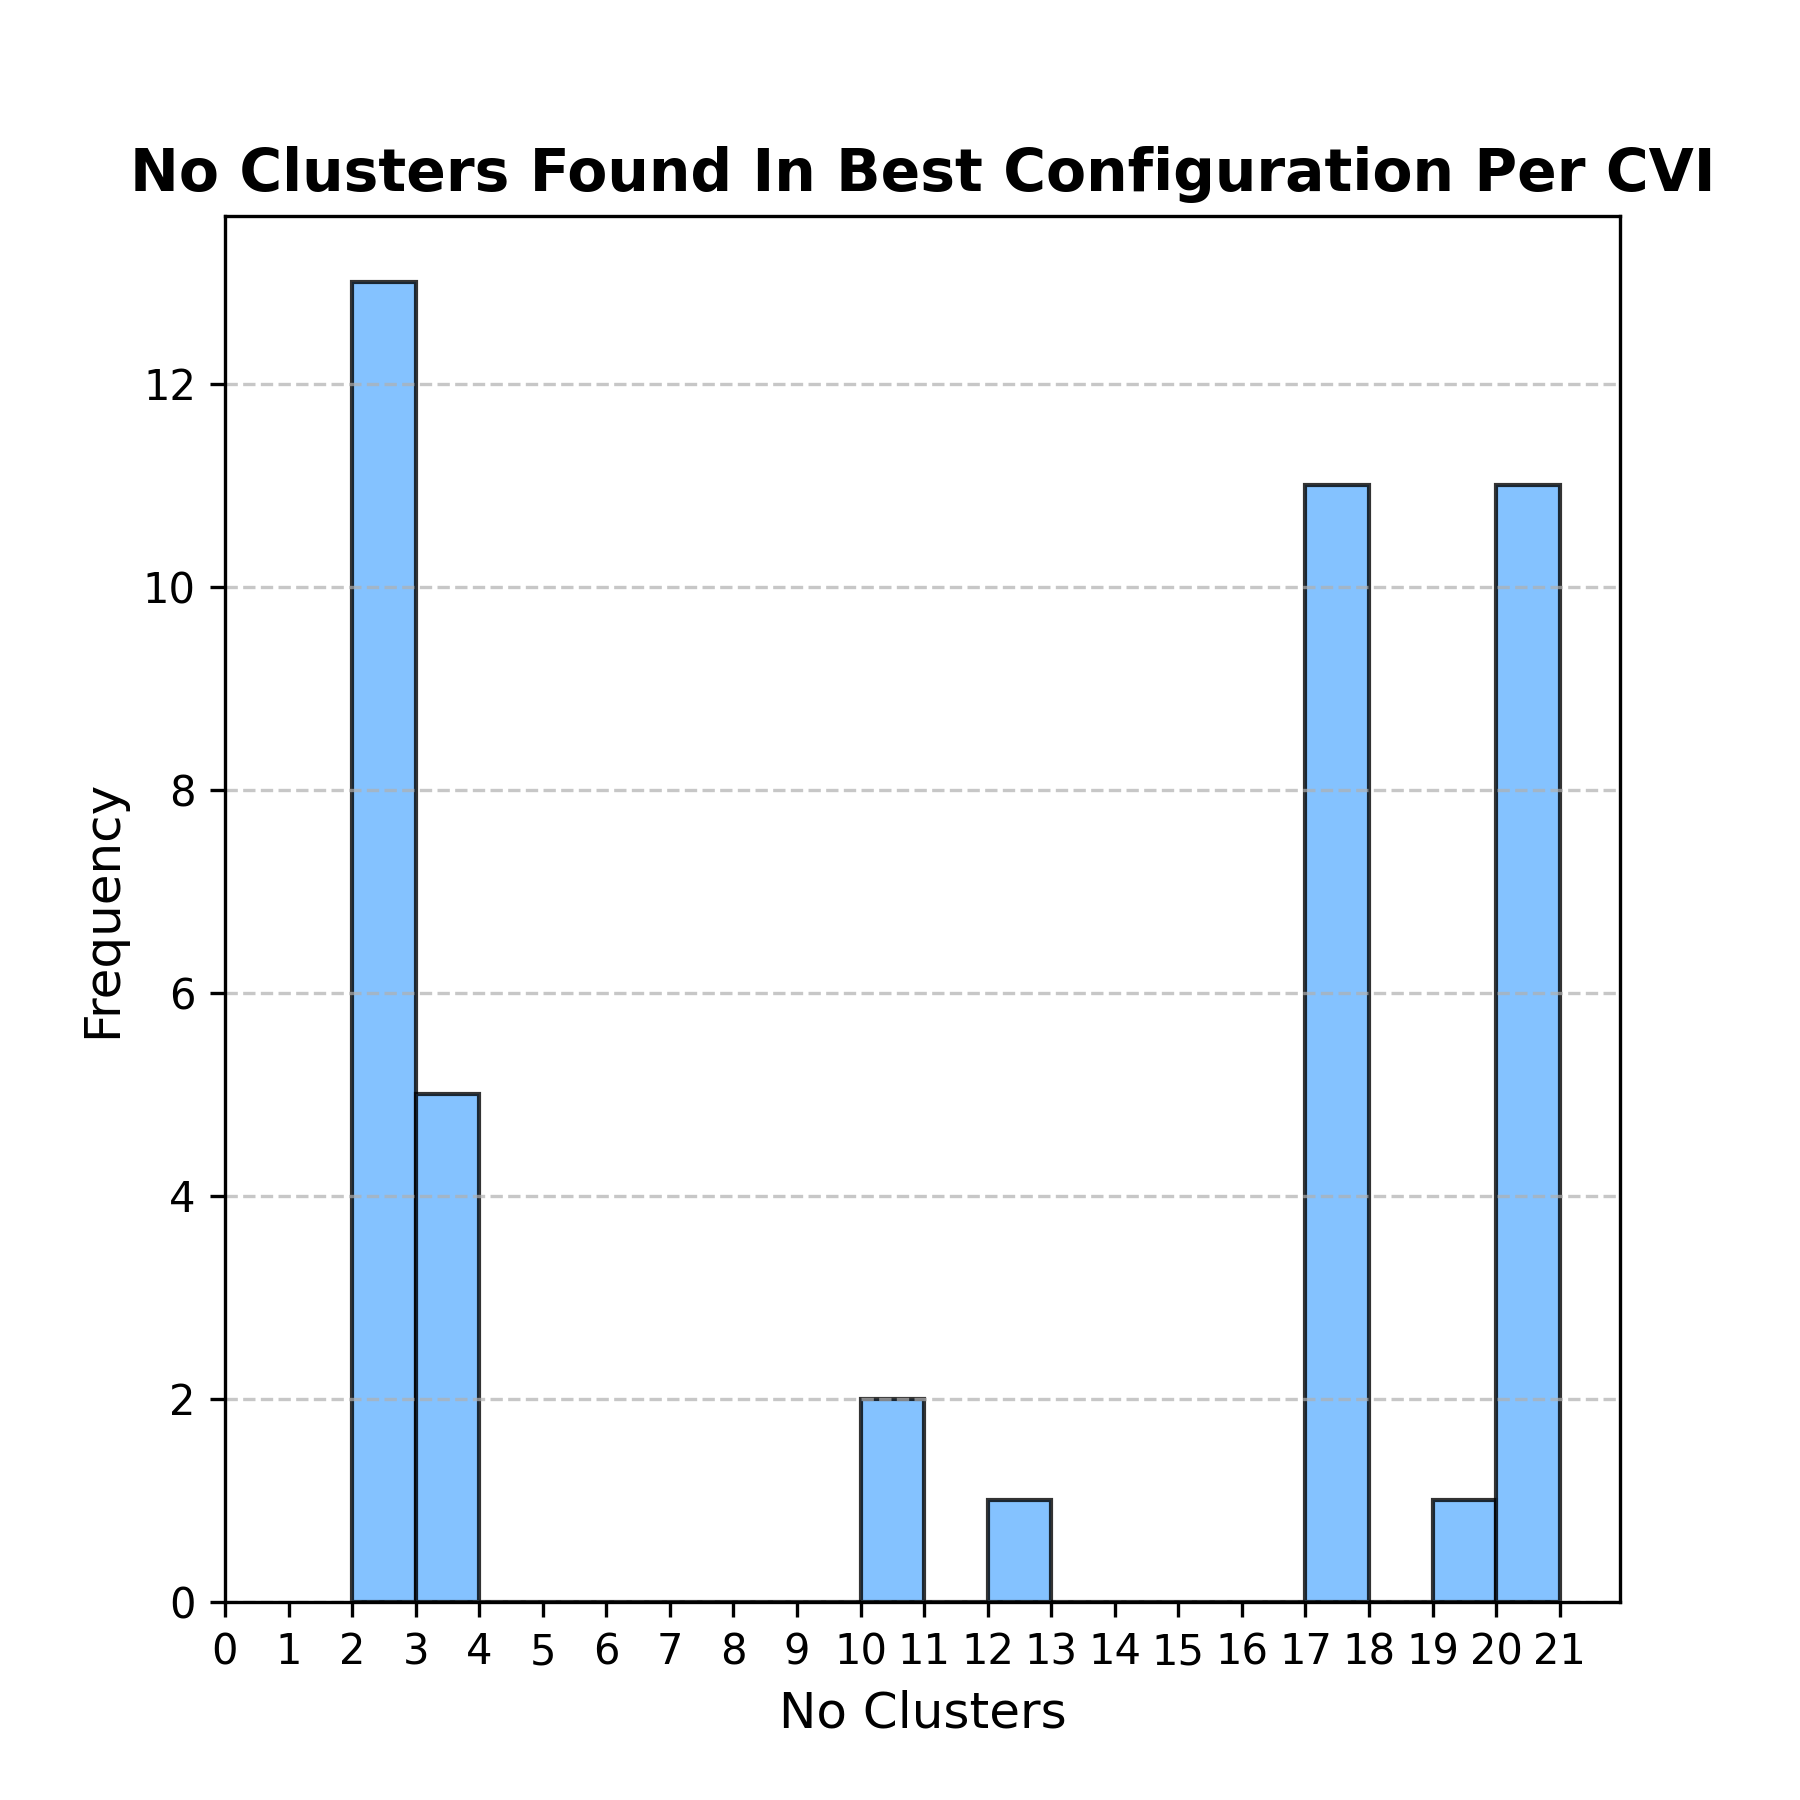 No Clusters Found In Best Configuration Per CVI
12
10
8
6
4
2
0
Frequency
0 1 2 3 4 5 6 7 8 9 10 11 12 13 14 15 16 17 18 19 20 21
No Clusters